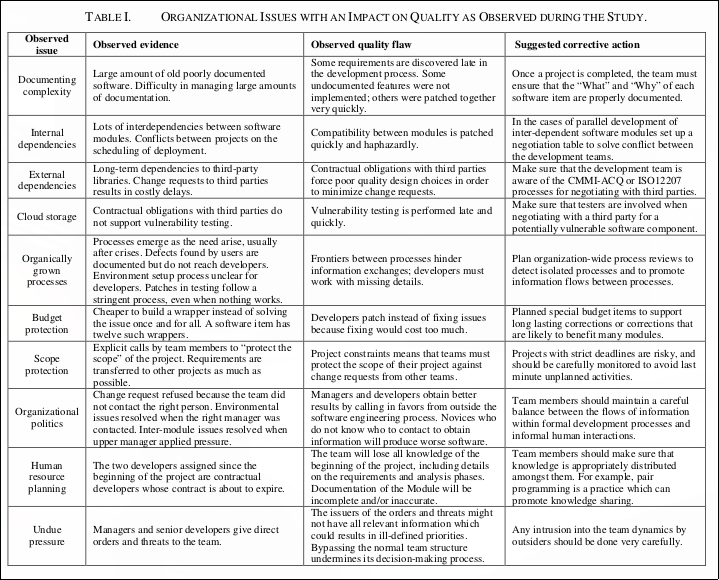 TABLE I. ORGANIZATIONAL ISSUES WITH AN IMPACT ON QUALITY AS OBSERVED DURING THE STUDY.
Observed
issue
Observed evidence
Observed quality flaw
Suggested corrective action
Documenting
complexity
Large amount of old poorly documented
software. Difficulty in managing large amounts
of documentation.
Some requirements are discovered late in
the development process. Some
undocumented features were not
implemented; others were patched together
very quickly.
Once a project is completed, the team must
ensure that the “What” and “Why” of each
software item are properly documented.
Internal
dependencies
Lots of interdependencies between software
modules. Conflicts between projects on the
scheduling of deployment.
Compatibility between modules is patched
quickly and haphazardly.
In the cases of parallel development of
inter-dependent software modules set up a
negotiation table to solve conflict between
the development teams.
External
dependencies
Long-term dependencies to third-party
libraries. Change requests to third parties
results in costly delays.
Contractual obligations with third parties
force poor quality design choices in order
to minimize change requests.
Make sure that the development team is
aware of the CMMI-ACQ or ISO12207
processes for negotiating with third parties.
Cloud storage
Contractual obligations with third parties do
not support vulnerability testing.
Vulnerability testing is performed late and
quickly.
Make sure that testers are involved when
negotiating with a third party for a
potentially vulnerable software component.
Organically
grown
processes
Processes emerge as the need arise, usually
after crises. Defects found by users are
documented but do not reach developers.
Environment setup process unclear for
developers. Patches in testing follow a
stringent process, even when nothing works.
Frontiers between processes hinder
information exchanges; developers must
work with missing details.
Plan organization-wide process reviews to
detect isolated processes and to promote
information flows between processes.
Budget
protection
Cheaper to build a wrapper instead of solving
the issue once and for all. A software item has
twelve such wrappers.
Developers patch instead of fixing issues
because fixing would cost too much.
Planned special budget items to support
long lasting corrections or corrections that
are likely to benefit many modules.
Scope
protection
Explicit calls by team members to “protect the
scope” of the project. Requirements are
transferred to other projects as much as
possible.
Project constraints means that teams must
protect the scope of their project against
change requests from other teams.
Projects with strict deadlines are risky, and
should be carefully monitored to avoid last
minute unplanned activities.
Organizational
politics
Change request refused because the team did
not contact the right person. Environmental
issues resolved when the right manager was
contacted. Inter-module issues resolved when
upper manager applied pressure.
Managers and developers obtain better
results by calling in favors from outside the
software engineering process. Novices who
do not know who to contact to obtain
information will produce worse software.
Team members should maintain a careful
balance between the flows of information
within formal development processes and
informal human interactions.
Human
resource
planning
The two developers assigned since the
beginning of the project are contractual
developers whose contract is about to expire.
The team will lose all knowledge of the
beginning of the project, including details
on the requirements and analysis phases.
Documentation of the Module will be
incomplete and/or inaccurate.
Team members should make sure that
knowledge is appropriately distributed
amongst them. For example, pair
programming is a practice which can
promote knowledge sharing.
Undue
pressure
Managers and senior developers give direct
orders and threats to the team.
The issuers of the orders and threats might
not have all relevant information which
could results in ill-defined priorities.
Bypassing the normal team structure
undermines its decision-making process.
Any intrusion into the team dynamics by
outsiders should be done very carefully.